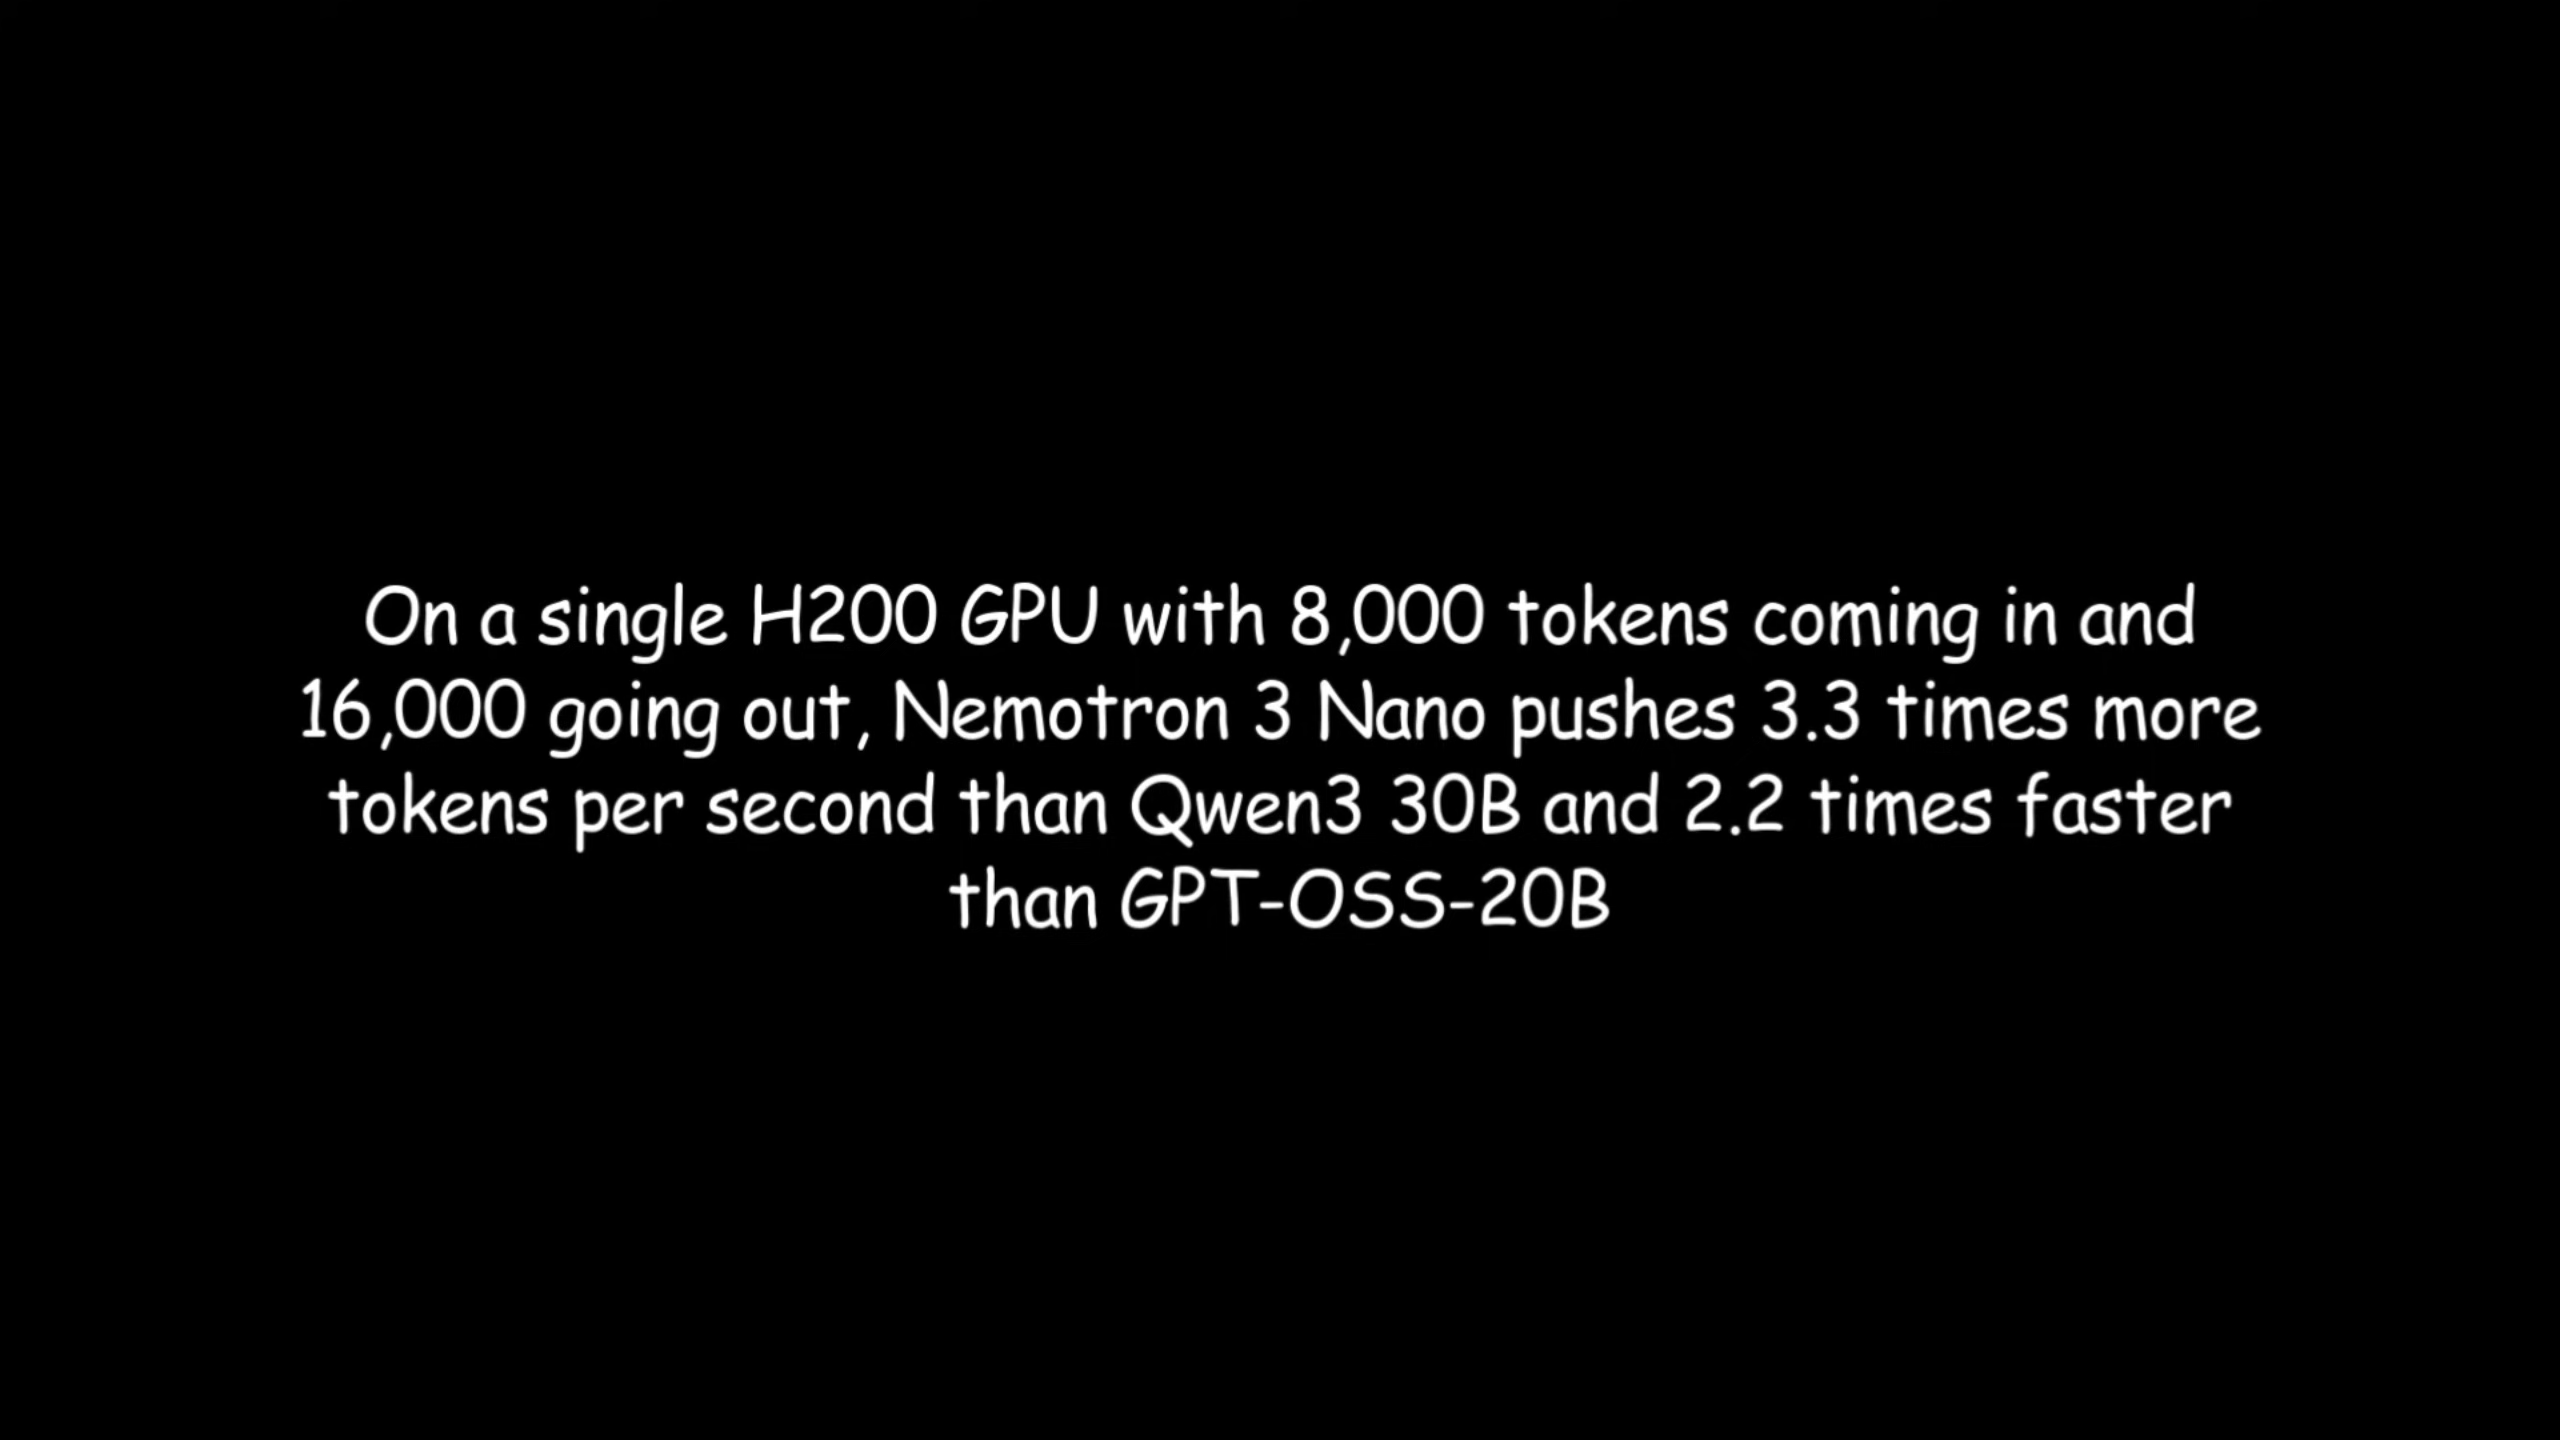 On a single H200 GPU with 8,000 tokens coming in and
16,000 going out, Nemotron 3 Nano pushes 3.3 times more
tokens per second than Qwen3 30B and 2.2 times faster
than GPT-OSS-20B